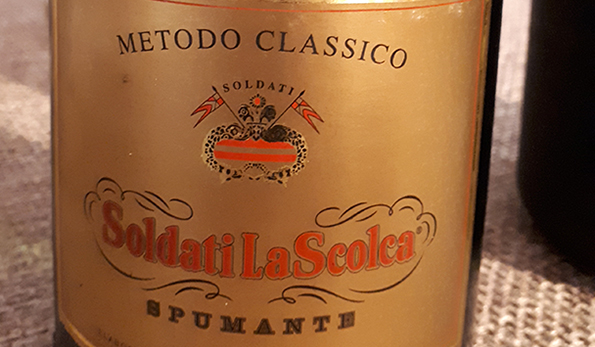 METODO CLASSICO
SOLDATI
Soldati La Scolca
SPUMANTE